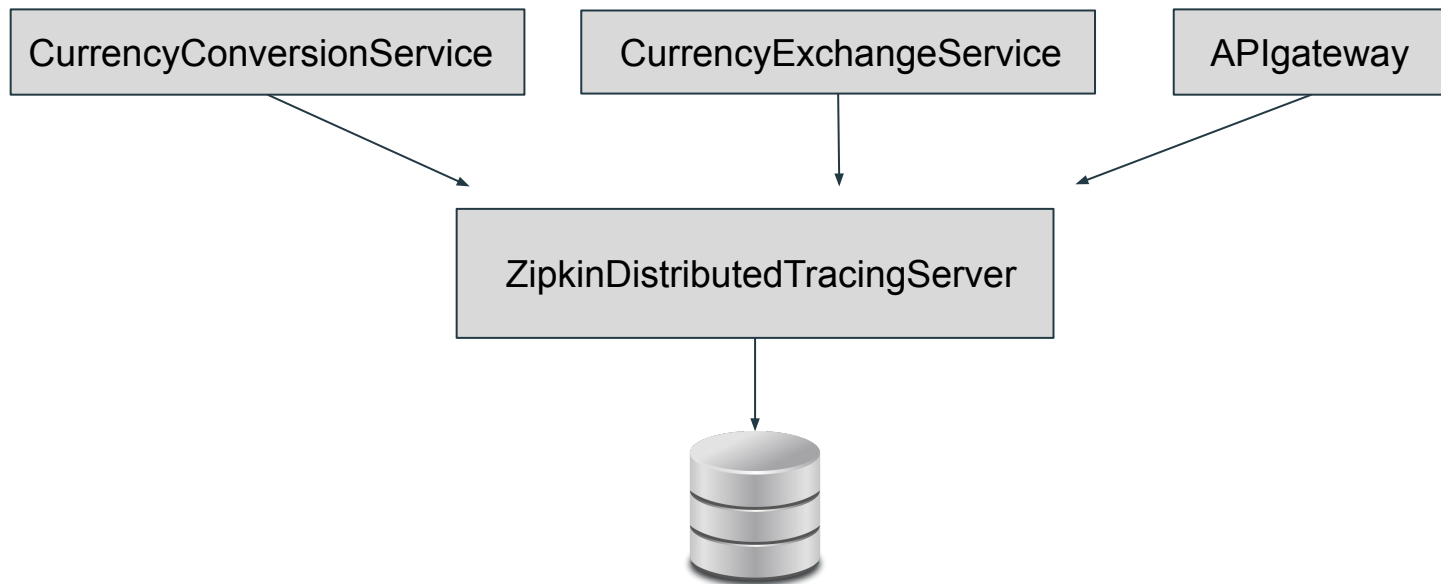 CurrencyConversionService
CurrencyExchangeService
APIgateway
ZipkinDistributedTracingServer